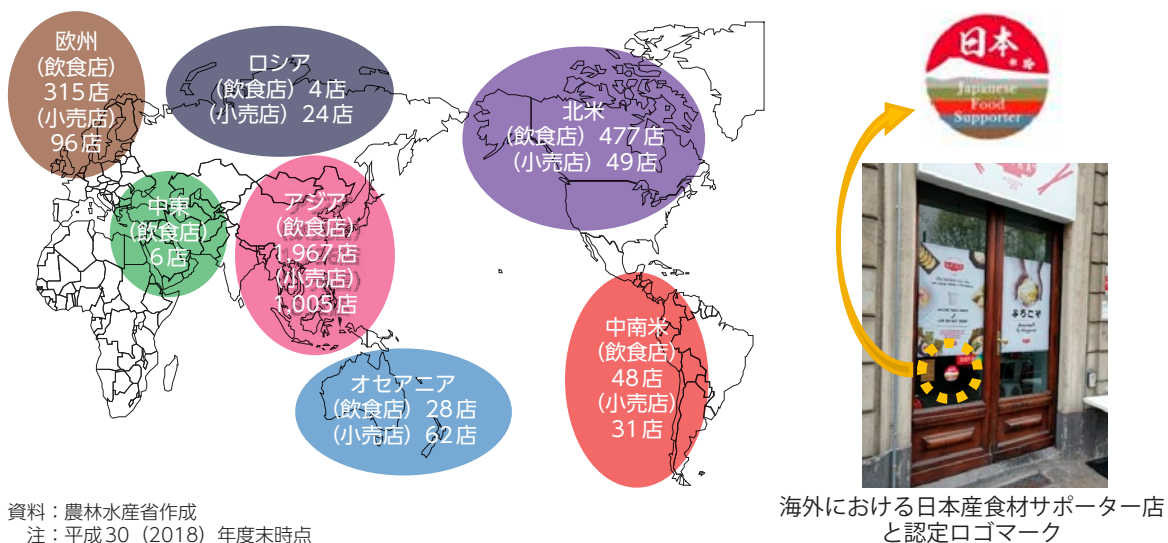 欧州
(飲食店)
315店
(小売店)
96店
ロシア
(飲食店) 4店
(小売店) 24店
北米
(飲食店) 477店
(小売店) 49店
中東
(飲食店)
6店
アジア
(飲食店)
1,967店
(小売店)
1,005店
オセアニア
(飲食店) 28店
(小売店) 62店
中南米
(飲食店)
48店
(小売店)
31店
日本
Japanese
Food
Supporter
ようこそ
海外における日本産食材サポーター店
と認定ロゴマーク
資料：農林水産省作成
注：平成30（2018）年度末時点